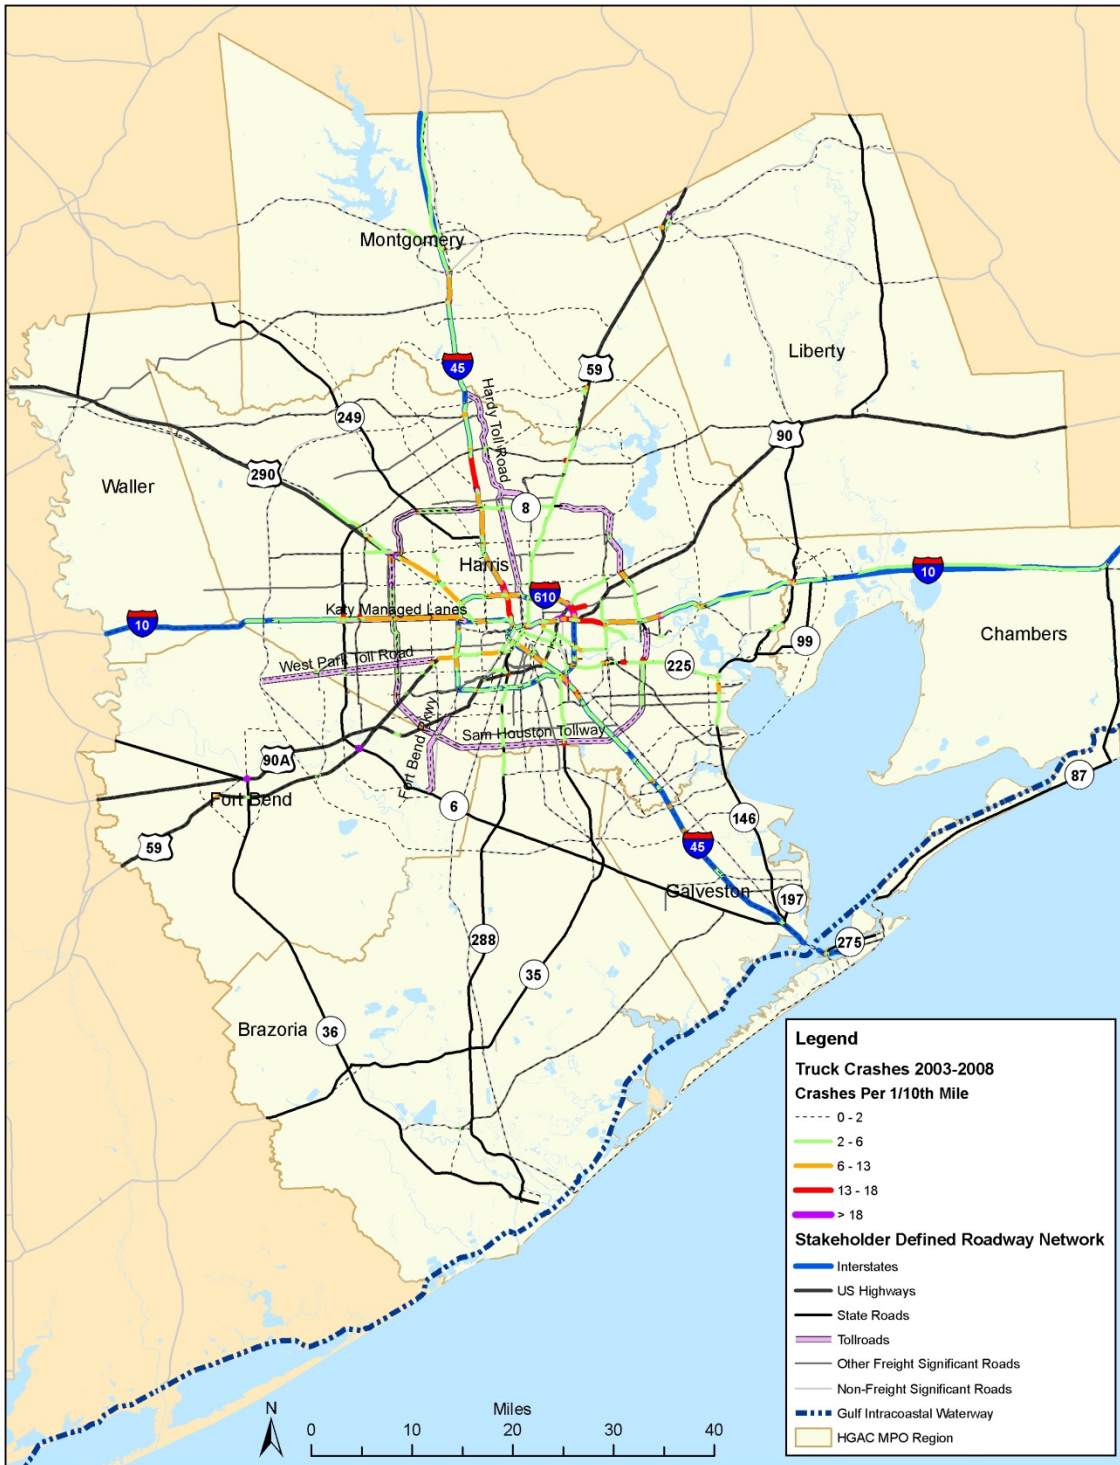 Montgomery
Liberty
45
59
Hardy Toll Road
249
90
290
Waller
8
Harris
10
610
Katy Managed Lanes
10
Chambers
99
West Park Toll Road
225
Fort Bend Pkwy
Sam Houston Tollway
90A
87
Fort Bend
6
146
59
45
Galveston
197
288
275
35
Brazoria
36
Legend
Truck Crashes 2003-2008
Crashes Per 1/10th Mile
0 - 2
2 - 6
6 - 13
13 - 18
> 18
Stakeholder Defined Roadway Network
Interstates
US Highways
State Roads
Tollroads
Other Freight Significant Roads
Non-Freight Significant Roads
Gulf Intracoastal Waterway
HGAC MPO Region
N
Miles
0 10 20 30 40